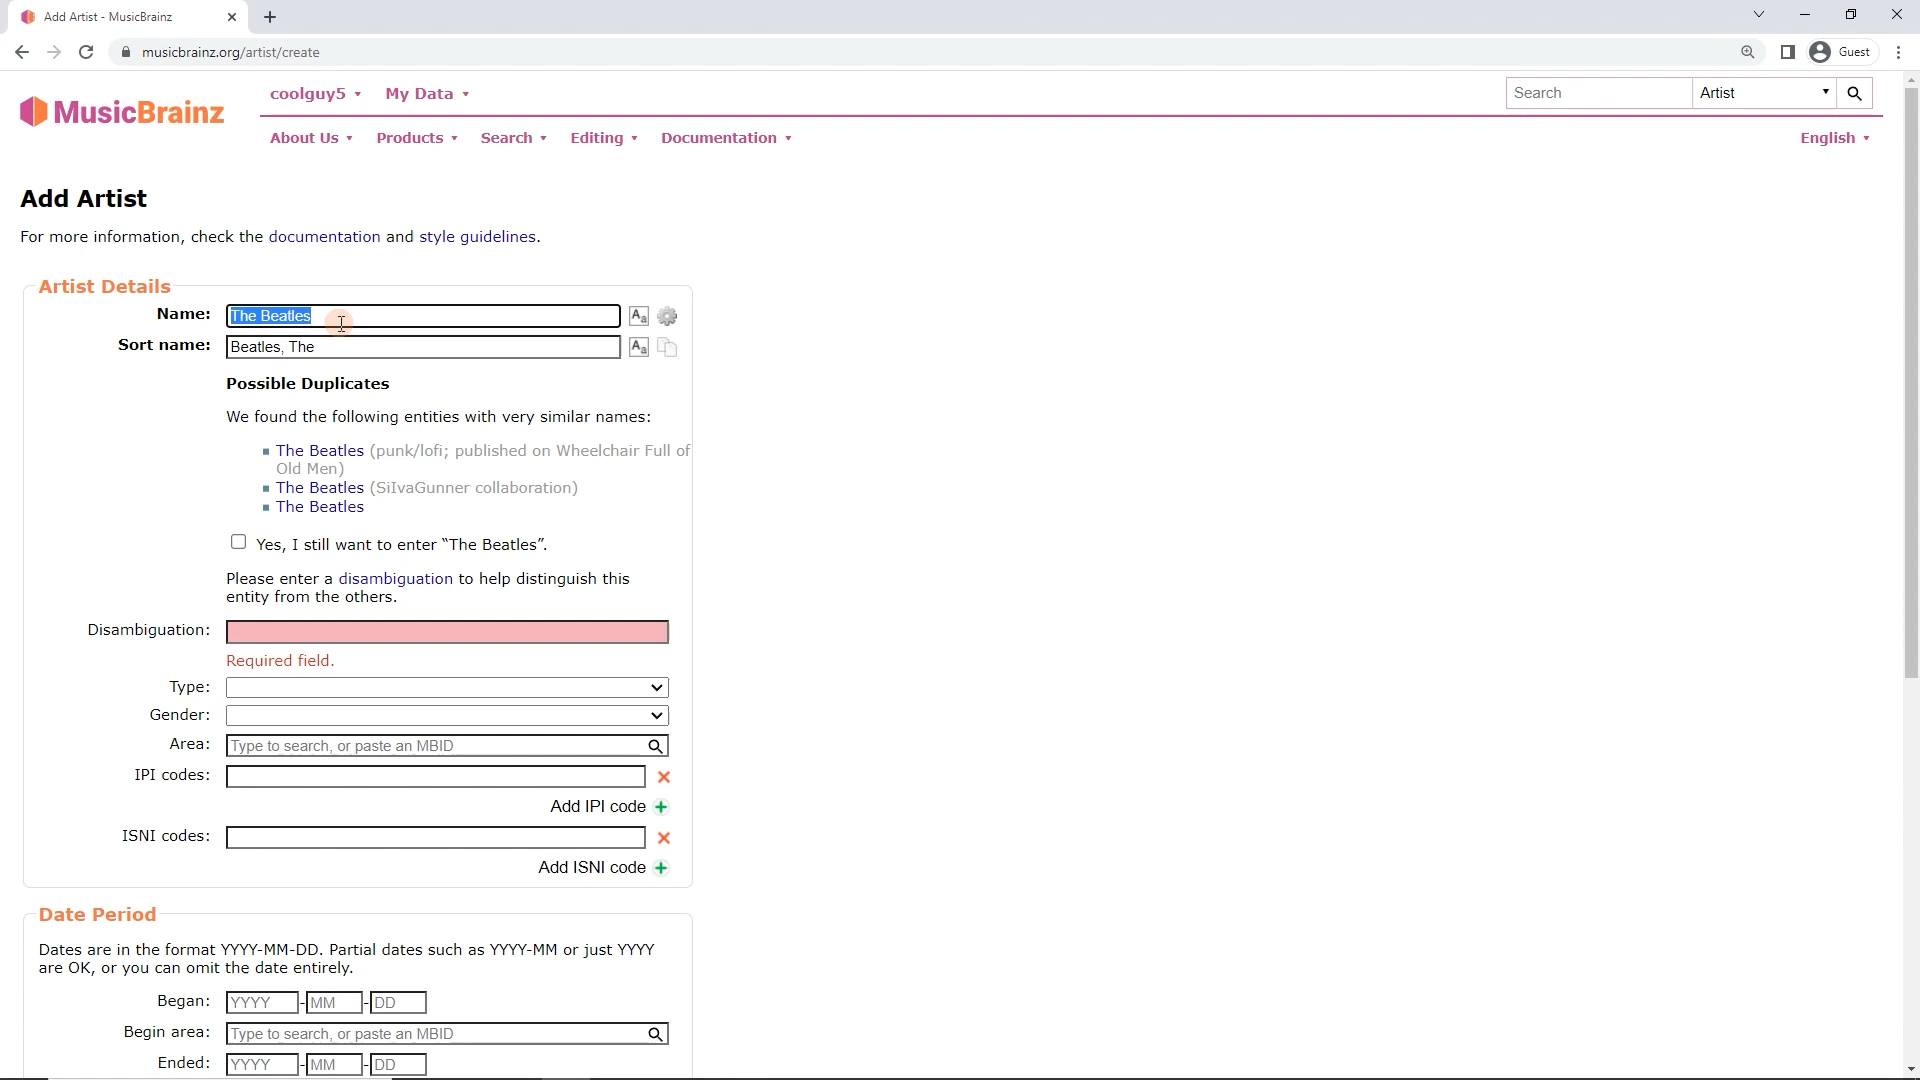 Add Artist - MusicBrainz
musicbrainz.org/artist/create
Guest
MusicBrainz
coolguy5 ▾ My Data ▾
Search
Artist
About Us ▾ Products ▾ Search ▾ Editing ▾ Documentation ▾
English ▾
Add Artist
For more information, check the documentation and style guidelines.
Artist Details
Name: The Beatles
Sort name: Beatles, The
Possible Duplicates
We found the following entities with very similar names:
▪ The Beatles (punk/lofi; published on Wheelchair Full of
Old Men)
▪ The Beatles (SiIvaGunner collaboration)
▪ The Beatles
Yes, I still want to enter “The Beatles”.
Please enter a disambiguation to help distinguish this
entity from the others.
Disambiguation:
Required field.
Type:
Gender:
Area: Type to search, or paste an MBID
IPI codes:
Add IPI code
ISNI codes:
Add ISNI code
Date Period
Dates are in the format YYYY-MM-DD. Partial dates such as YYYY-MM or just YYYY
are OK, or you can omit the date entirely.
Began: YYYY - MM - DD
Begin area: Type to search, or paste an MBID
Ended: YYYY - MM - DD